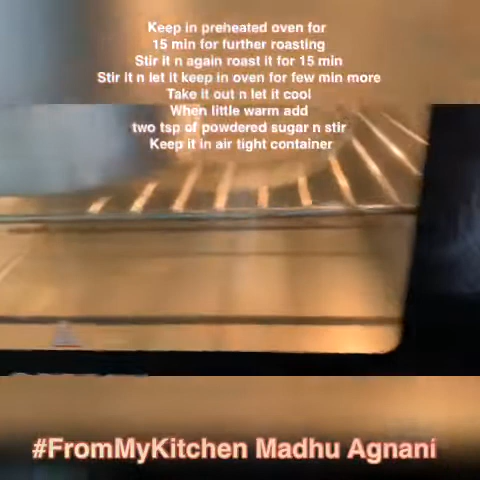 Keep in preheated oven for
15 min for further roasting
Stir it n again roast it for 15 min
Stir it n let it keep in oven for few min more
Take it out n let it cool
When little warm add
two tsp of powdered sugar n stir
Keep it in air tight container
#FromMyKitchen Madhu Agnani